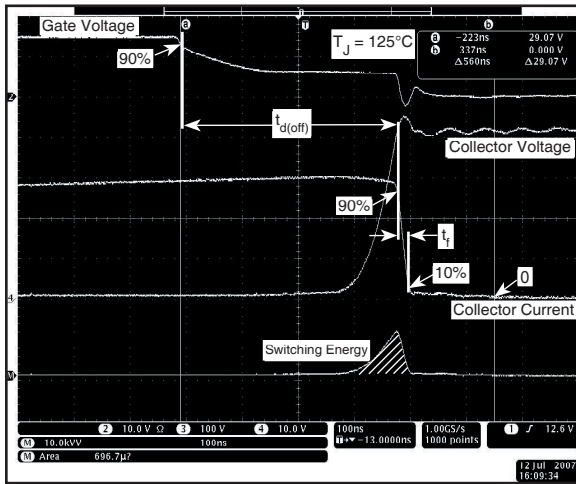 T
a
b
Gate Voltage
90%
T_J = 125°C
a −223ns 29.07 V
b 337ns 0.000 V
Δ560ns Δ29.07 V
2
t_d(off)
Collector Voltage
90%
t_f
10%
0
4
Collector Current
Switching Energy
M
2 10.0 V Ω 3 100 V 4 10.0 V
100ns
T→▼−13.0000ns
1.00GS/s
1000 points
1 ∫ 12.6 V
M 10.0kVV 100ns
M Area 696.7µ?
12 Jul 2007
16:09:34